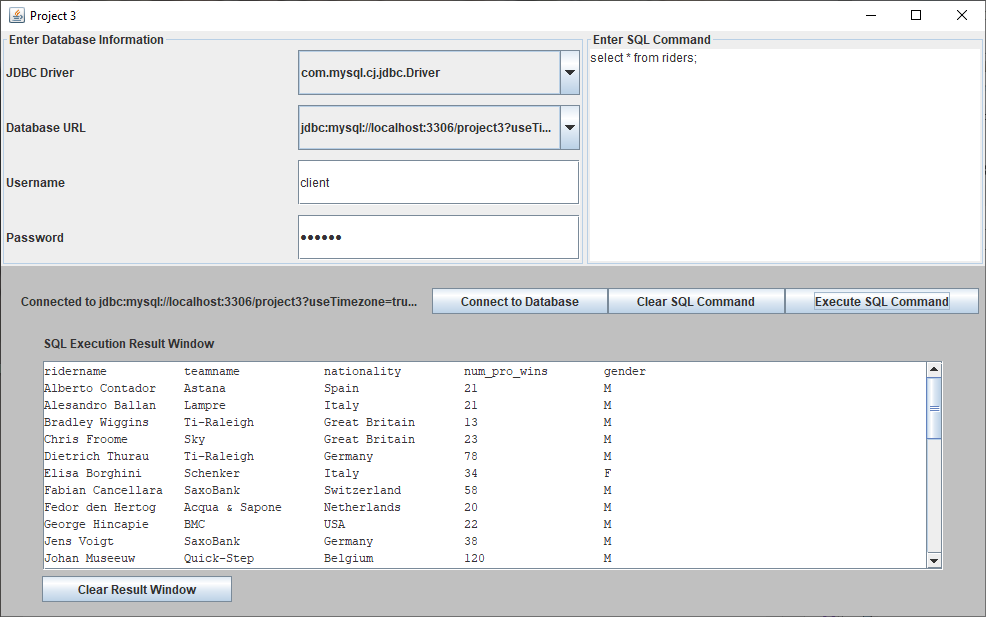 Project 3
Enter Database Information
JDBC Driver
com.mysql.cj.jdbc.Driver
Database URL
jdbc:mysql://localhost:3306/project3?useTi...
Username
client
Password
••••••
Enter SQL Command
select * from riders;
Connected to jdbc:mysql://localhost:3306/project3?useTimezone=tru...
Connect to Database
Clear SQL Command
Execute SQL Command
SQL Execution Result Window
ridername teamname nationality num_pro_wins gender
Alberto Contador Astana Spain 21 M
Alesandro Ballan Lampre Italy 21 M
Bradley Wiggins Ti-Raleigh Great Britain 13 M
Chris Froome Sky Great Britain 23 M
Dietrich Thurau Ti-Raleigh Germany 78 M
Elisa Borghini Schenker Italy 34 F
Fabian Cancellara SaxoBank Switzerland 58 M
Fedor den Hertog Acqua & Sapone Netherlands 20 M
George Hincapie BMC USA 22 M
Jens Voigt SaxoBank Germany 38 M
Johan Museeuw Quick-Step Belgium 120 M
Clear Result Window